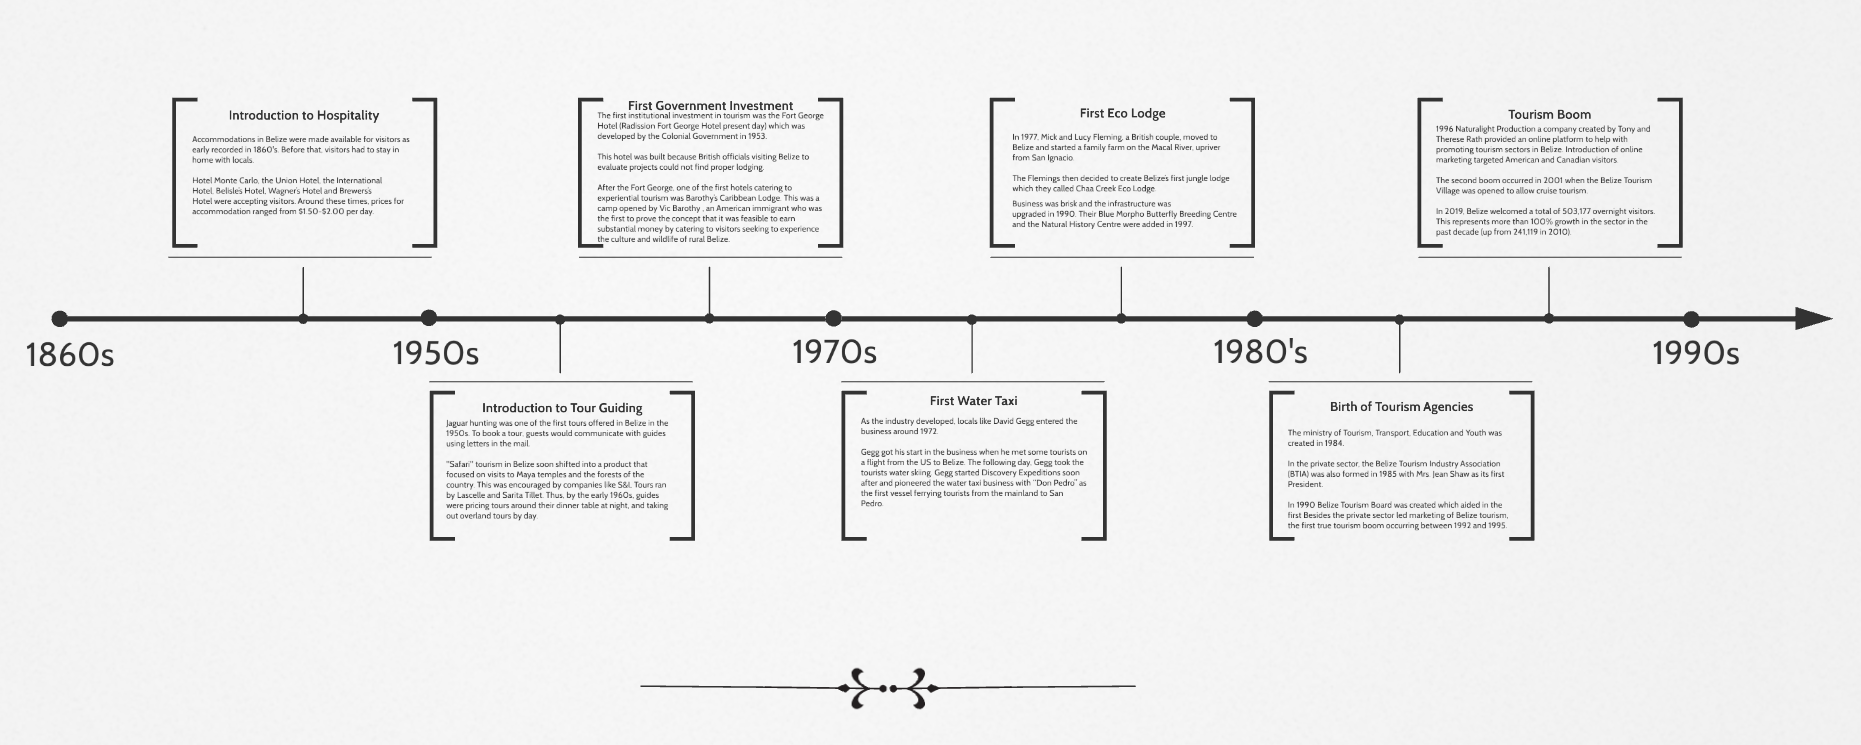 Introduction to Hospitality
Accommodations in Belize were made available for visitors as
early recorded in 1860's. Before that, visitors had to stay in
home with locals.
Hotel Monte Carlo, the Union Hotel, the International
Hotel, Belisle's Hotel, Wagner's Hotel and Brewers's
Hotel were accepting visitors. Around these times, prices for
accommodation ranged from $1.50-$2.00 per day.
First Government Investment
The first institutional investment in tourism was the Fort George
Hotel (Radission Fort George Hotel present day) which was
developed by the Colonial Government in 1953.
This hotel was built because British officials visiting Belize to
evaluate projects could not find proper lodging.
After the Fort George, one of the first hotels catering to
experiential tourism was Barothy's Caribbean Lodge. This was a
camp opened by Vic Barothy , an American immigrant who was
the first to prove the concept that it was feasible to earn
substantial money by catering to visitors seeking to experience
the culture and wildlife of rural Belize.
First Eco Lodge
In 1977, Mick and Lucy Fleming, a British couple, moved to
Belize and started a family farm on the Macal River, upriver
from San Ignacio.
The Flemings then decided to create Belize's first jungle lodge
which they called Chaa Creek Eco Lodge.
Business was brisk and the infrastructure was
upgraded in 1990. Their Blue Morpho Butterfly Breeding Centre
and the Natural History Centre were added in 1997.
Tourism Boom
1996 Naturalight Production a company created by Tony and
Therese Rath provided an online platform to help with
promoting tourism sectors in Belize. Introduction of online
marketing targeted American and Canadian visitors.
The second boom occurred in 2001 when the Belize Tourism
Village was opened to allow cruise tourism.
In 2019, Belize welcomed a total of 503,177 overnight visitors.
This represents more than 100% growth in the sector in the
past decade (up from 241,119 in 2010).
1860s
1950s
1970s
1980's
1990s
Introduction to Tour Guiding
Jaguar hunting was one of the first tours offered in Belize in the
1950s. To book a tour, guests would communicate with guides
using letters in the mail.
"Safari" tourism in Belize soon shifted into a product that
focused on visits to Maya temples and the forests of the
country. This was encouraged by companies like S&L Tours ran
by Lascelle and Sarita Tillet. Thus, by the early 1960s, guides
were pricing tours around their dinner table at night, and taking
out overland tours by day.
First Water Taxi
As the industry developed, locals like David Gegg entered the
business around 1972.
Gegg got his start in the business when he met some tourists on
a flight from the US to Belize. The following day, Gegg took the
tourists water skiing. Gegg started Discovery Expeditions soon
after and pioneered the water taxi business with "Don Pedro" as
the first vessel ferrying tourists from the mainland to San
Pedro.
Birth of Tourism Agencies
The ministry of Tourism, Transport, Education and Youth was
created in 1984.
In the private sector, the Belize Tourism Industry Association
(BTIA) was also formed in 1985 with Mrs. Jean Shaw as its first
President.
In 1990 Belize Tourism Board was created which aided in the
first Besides the private sector led marketing of Belize tourism,
the first true tourism boom occurring between 1992 and 1995.